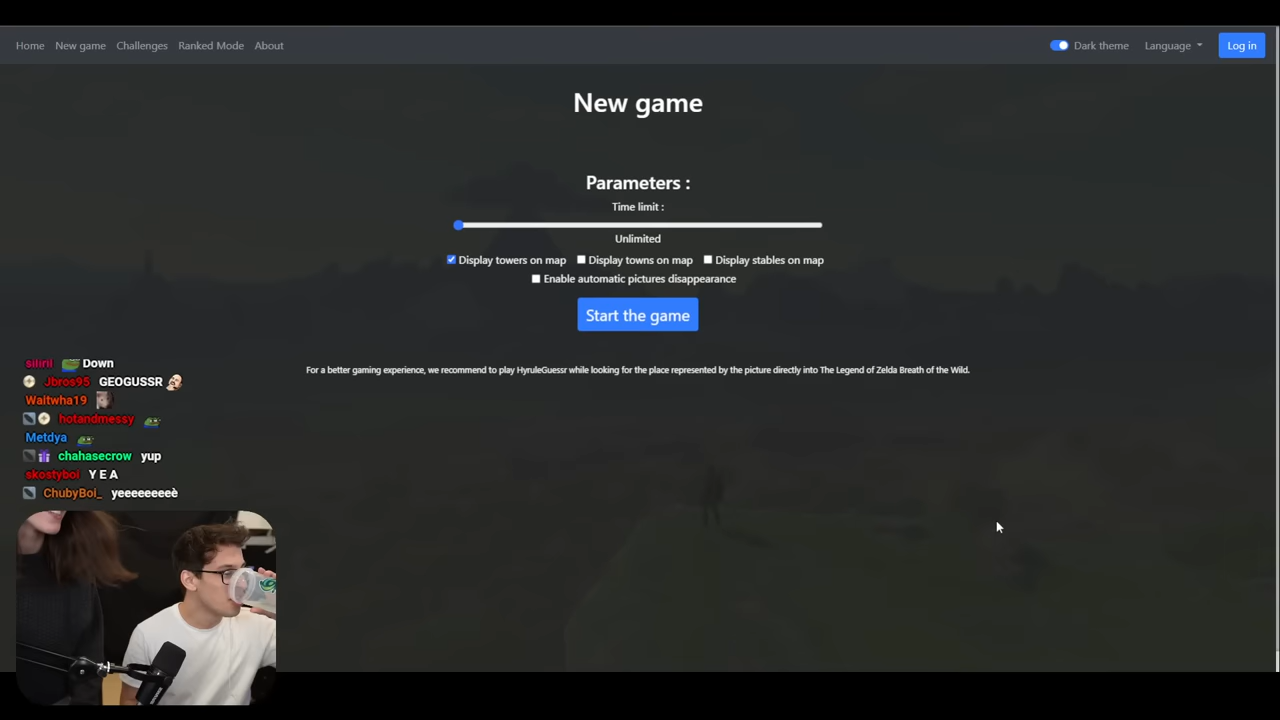 Home New game Challenges Ranked Mode About Dark theme Language Log in
New game
Parameters :
Time limit :
Unlimited
Display towers on map Display towns on map Display stables on map
Enable automatic pictures disappearance
Start the game
For a better gaming experience, we recommend to play HyruleGuessr while looking for the place represented by the picture directly into The Legend of Zelda Breath of the Wild.
Down
Jbros95 GEOGUSSR
Waitwha19
hotandmessy
Metdya
chahasecrow yup
skostyboi Y E A
ChubyBoi_ yeeeeeeeè